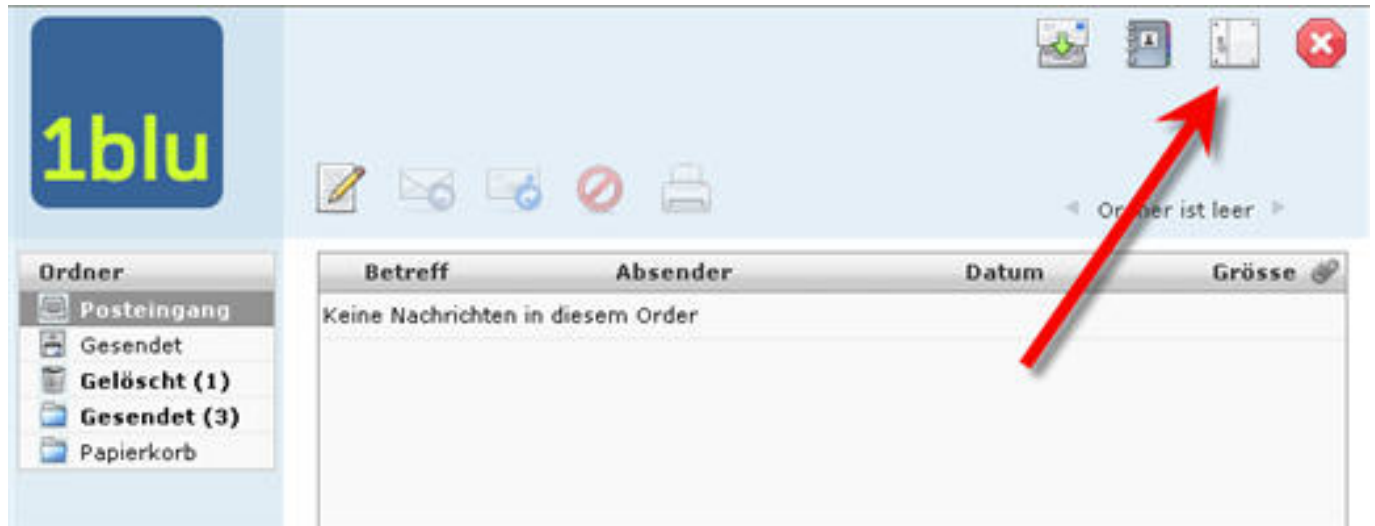 1blu
Ordner ist leer
Ordner
Betreff Absender Datum Grösse
Posteingang
Keine Nachrichten in diesem Order
Gesendet
Gelöscht (1)
Gesendet (3)
Papierkorb